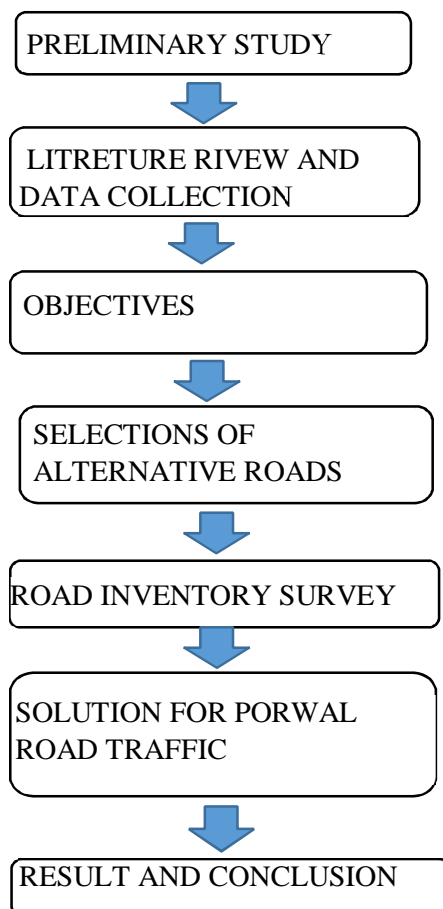 PRELIMINARY STUDY
LITRETURE RIVEW AND
DATA COLLECTION
OBJECTIVES
SELECTIONS OF
ALTERNATIVE ROADS
ROAD INVENTORY SURVEY
SOLUTION FOR PORWAL
ROAD TRAFFIC
RESULT AND CONCLUSION